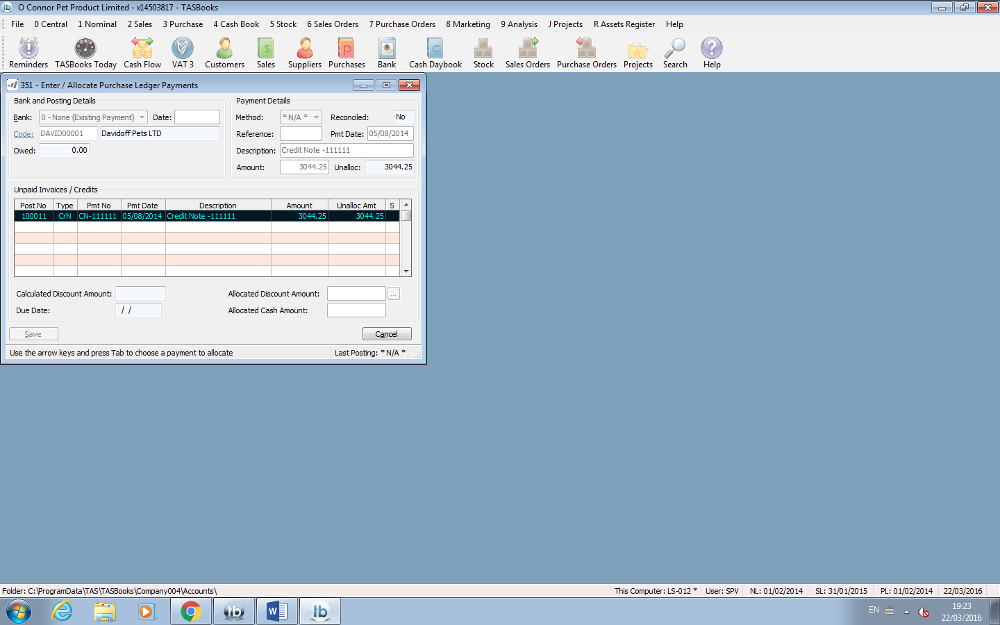 O Connor Pet Product Limited - x14503817 - TASBooks
File 0 Central 1 Nominal 2 Sales 3 Purchase 4 Cash Book 5 Stock 6 Sales Orders 7 Purchase Orders 8 Marketing 9 Analysis J Projects R Assets Register Help
Reminders TASBooks Today Cash Flow VAT 3 Customers Sales Suppliers Purchases Bank Cash Daybook Stock Sales Orders Purchase Orders Projects Search Help
351 - Enter / Allocate Purchase Ledger Payments
Bank and Posting Details
Bank: 0 - None (Existing Payment) Date:
Code: DAVID00001 Davidoff Pets LTD
Owed: 0.00
Payment Details
Method: * N/A * Reconciled: No
Reference: Pmt Date: 05/08/2014
Description: Credit Note -111111
Amount: 3044.25 Unalloc: 3044.25
Unpaid Invoices / Credits
Post No Type Pmt No Pmt Date Description Amount Unalloc Amt S
100011 CrN CN-111111 05/08/2014 Credit Note -111111 3044.25 3044.25
Calculated Discount Amount: Allocated Discount Amount: ...
Due Date: / / Allocated Cash Amount:
Save Cancel
Use the arrow keys and press Tab to choose a payment to allocate Last Posting: * N/A *
Folder: C:\ProgramData\TAS\TASBooks\Company004\Accounts\ This Computer: LS-012 * User: SPV NL: 01/02/2014 SL: 31/01/2015 PL: 01/02/2014 22/03/2016
EN 19:23
22/03/2016